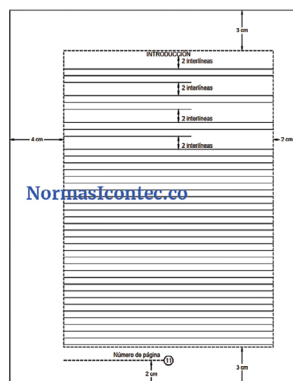 3 cm
INTRODUCCION
2 interlíneas
2 interlíneas
2 interlíneas
4 cm
2 cm
2 interlíneas
NormasIcontec.co
Número de página
11
2 cm
3 cm